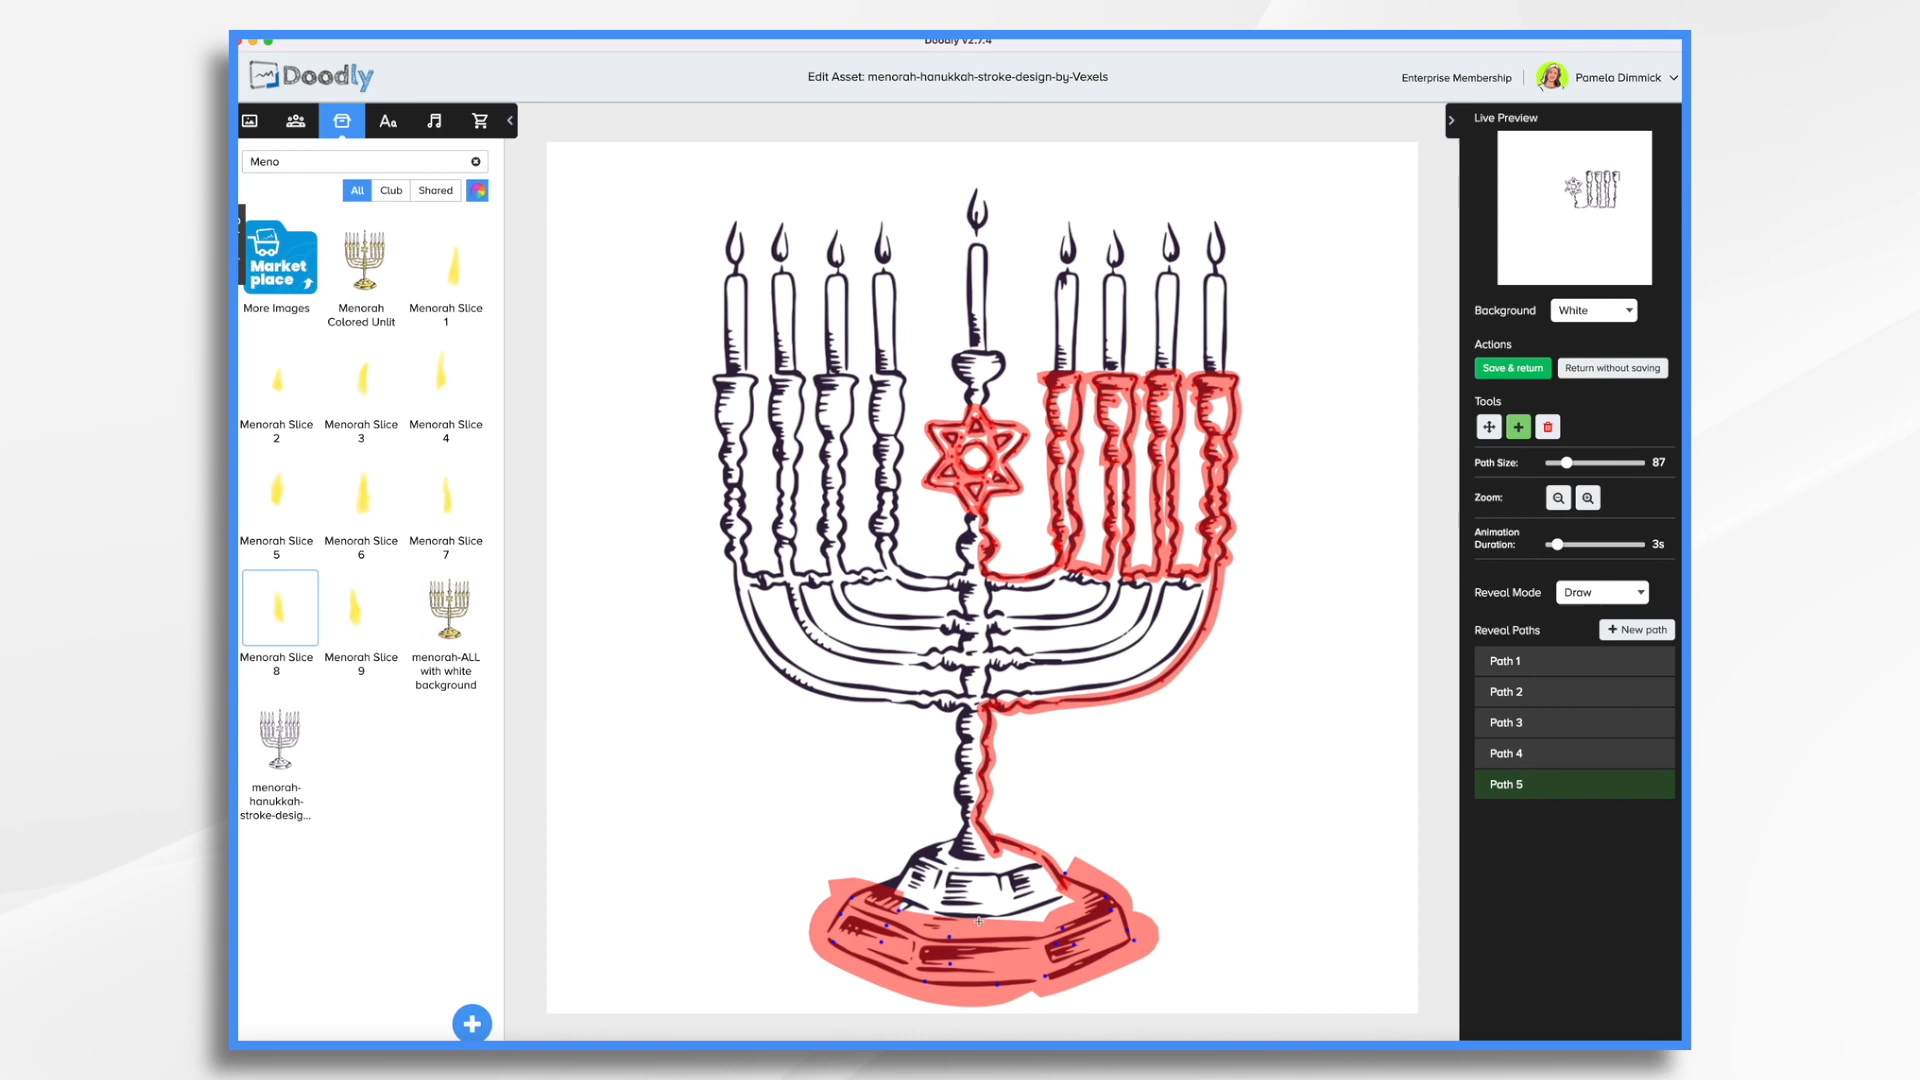 Doodly v2.7.4
Doodly
Edit Asset: menorah-hanukkah-stroke-design-by-Vexels
Enterprise Membership
Pamela Dimmick
Aa
Meno
All
Club
Shared
Market
place
More Images
Menorah
Colored Unlit
Menorah Slice
1
Menorah Slice
2
Menorah Slice
3
Menorah Slice
4
Menorah Slice
5
Menorah Slice
6
Menorah Slice
7
Menorah Slice
8
Menorah Slice
9
menorah-ALL
with white
background
menorah-
hanukkah-
stroke-desig...
Live Preview
Background
White
Actions
Save & return
Return without saving
Tools
Path Size:
87
Zoom:
Animation
Duration:
3s
Reveal Mode
Draw
Reveal Paths
+ New path
Path 1
Path 2
Path 3
Path 4
Path 5